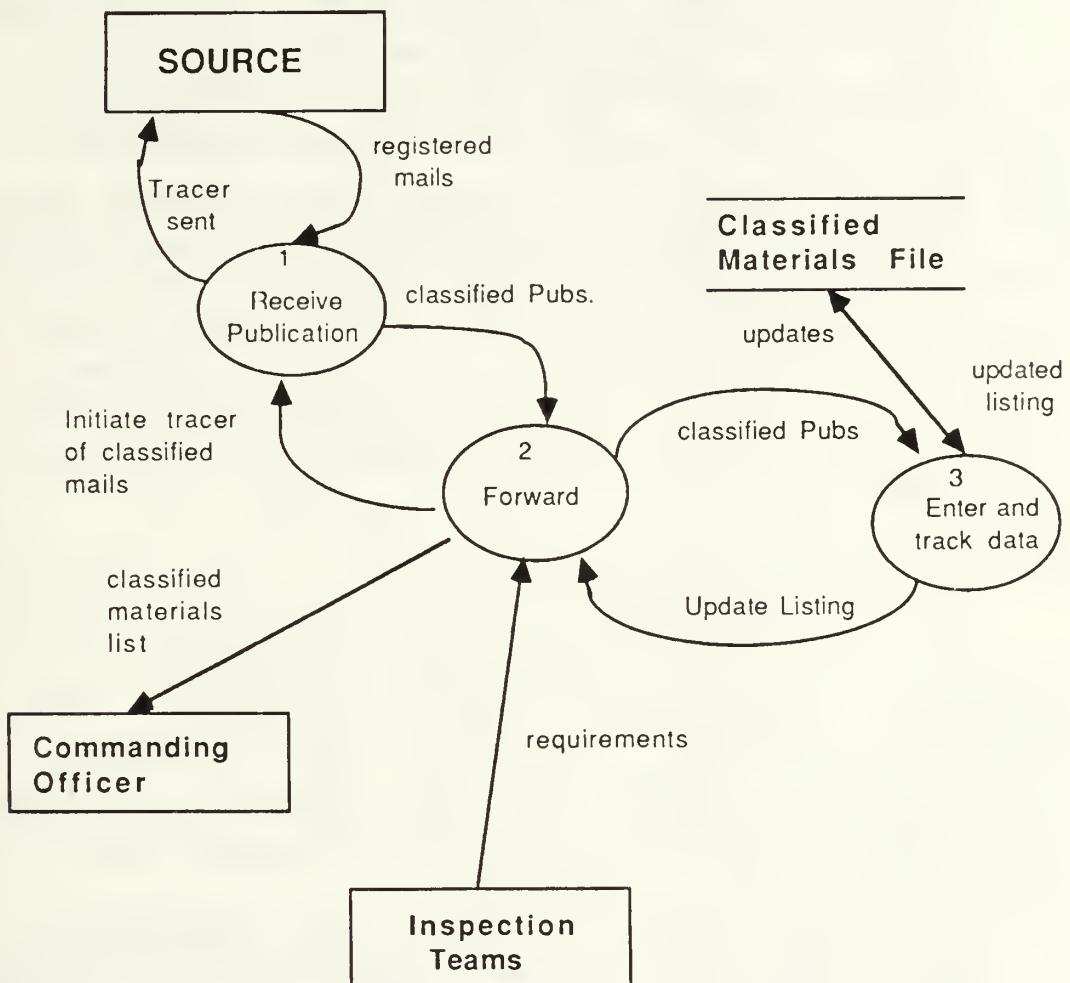 SOURCE
registered
mails
Tracer
sent
1
Receive
Publication
classified Pubs.
Classified
Materials File
updates
updated
listing
Initiate tracer
of classified
mails
2
Forward
classified Pubs
3
Enter and
track data
classified
materials
list
Update Listing
Commanding
Officer
requirements
Inspection
Teams